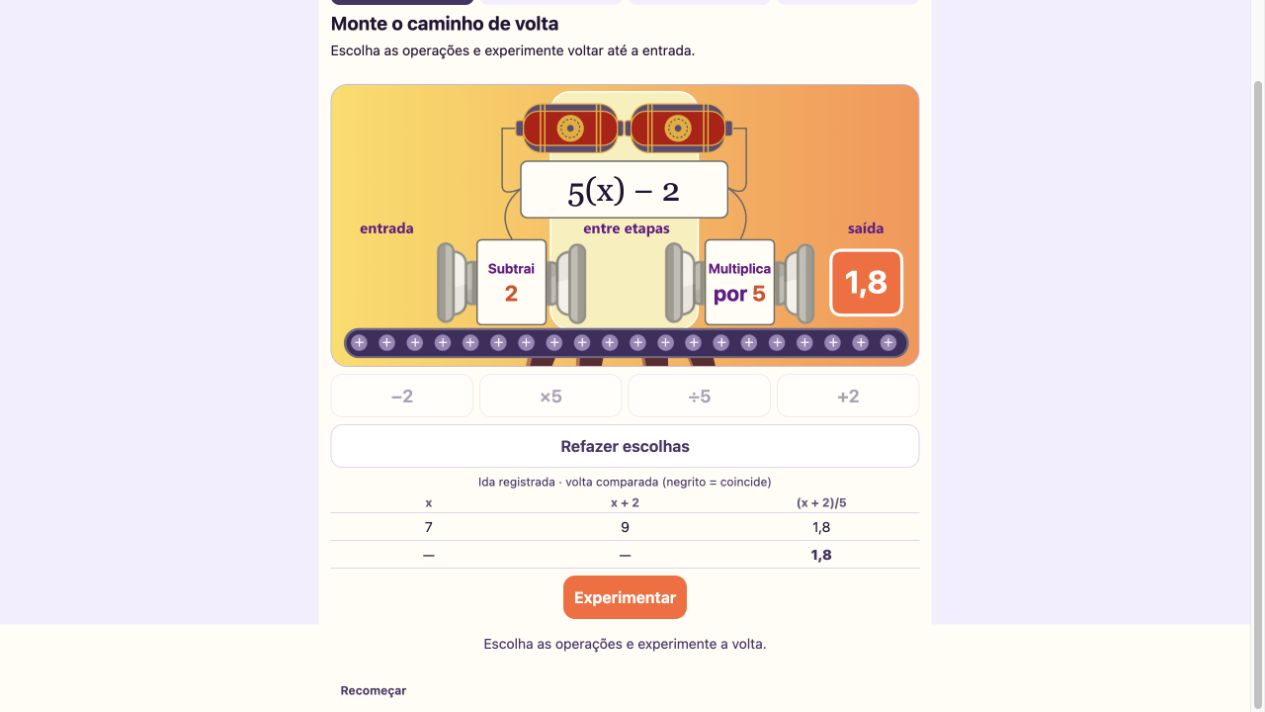 Monte o caminho de volta
Escolha as operações e experimente voltar até a entrada.
5(x) − 2
entrada
entre etapas
saída
Subtrai
2
Multiplica
por 5
1,8
−2
×5
÷5
+2
Refazer escolhas
Ida registrada · volta comparada (negrito = coincide)
x x + 2 (x + 2)/5
7 9 1,8
— — 1,8
Experimentar
Escolha as operações e experimente a volta.
Recomeçar